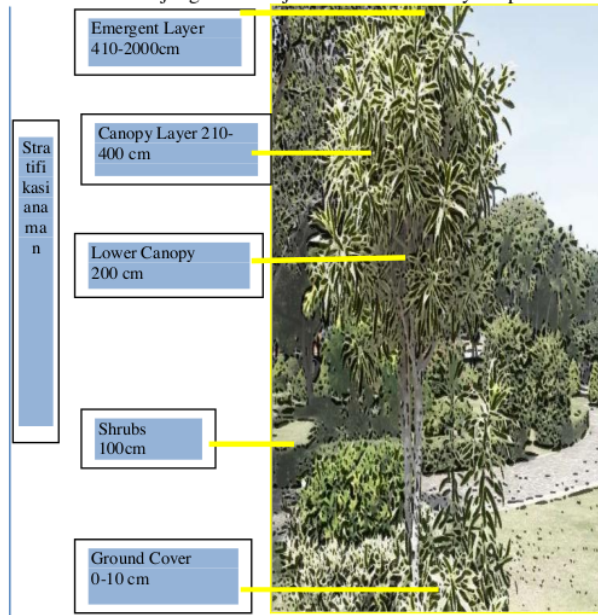 Emergent Layer
410-2000cm
Stra
tifi
kasi
ana
ma
n
Canopy Layer 210-
400 cm
Lower Canopy
200 cm
Shrubs
100cm
Ground Cover
0-10 cm